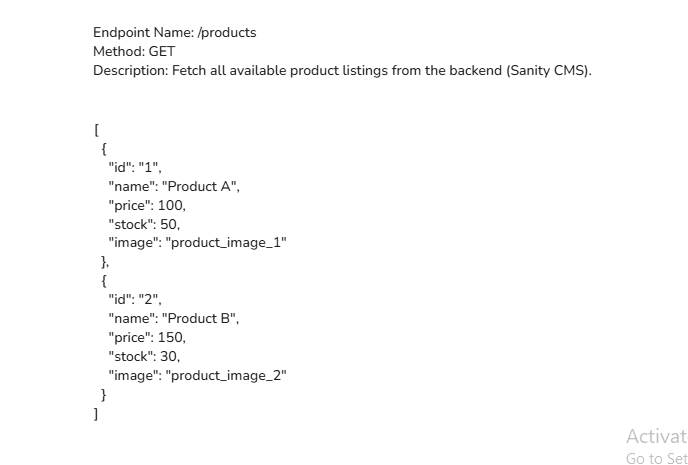 Endpoint Name: /products
Method: GET
Description: Fetch all available product listings from the backend (Sanity CMS).
[
{
"id": "1",
"name": "Product A",
"price": 100,
"stock": 50,
"image": "product_image_1"
},
{
"id": "2",
"name": "Product B",
"price": 150,
"stock": 30,
"image": "product_image_2"
}
]
Activat
Go to Set